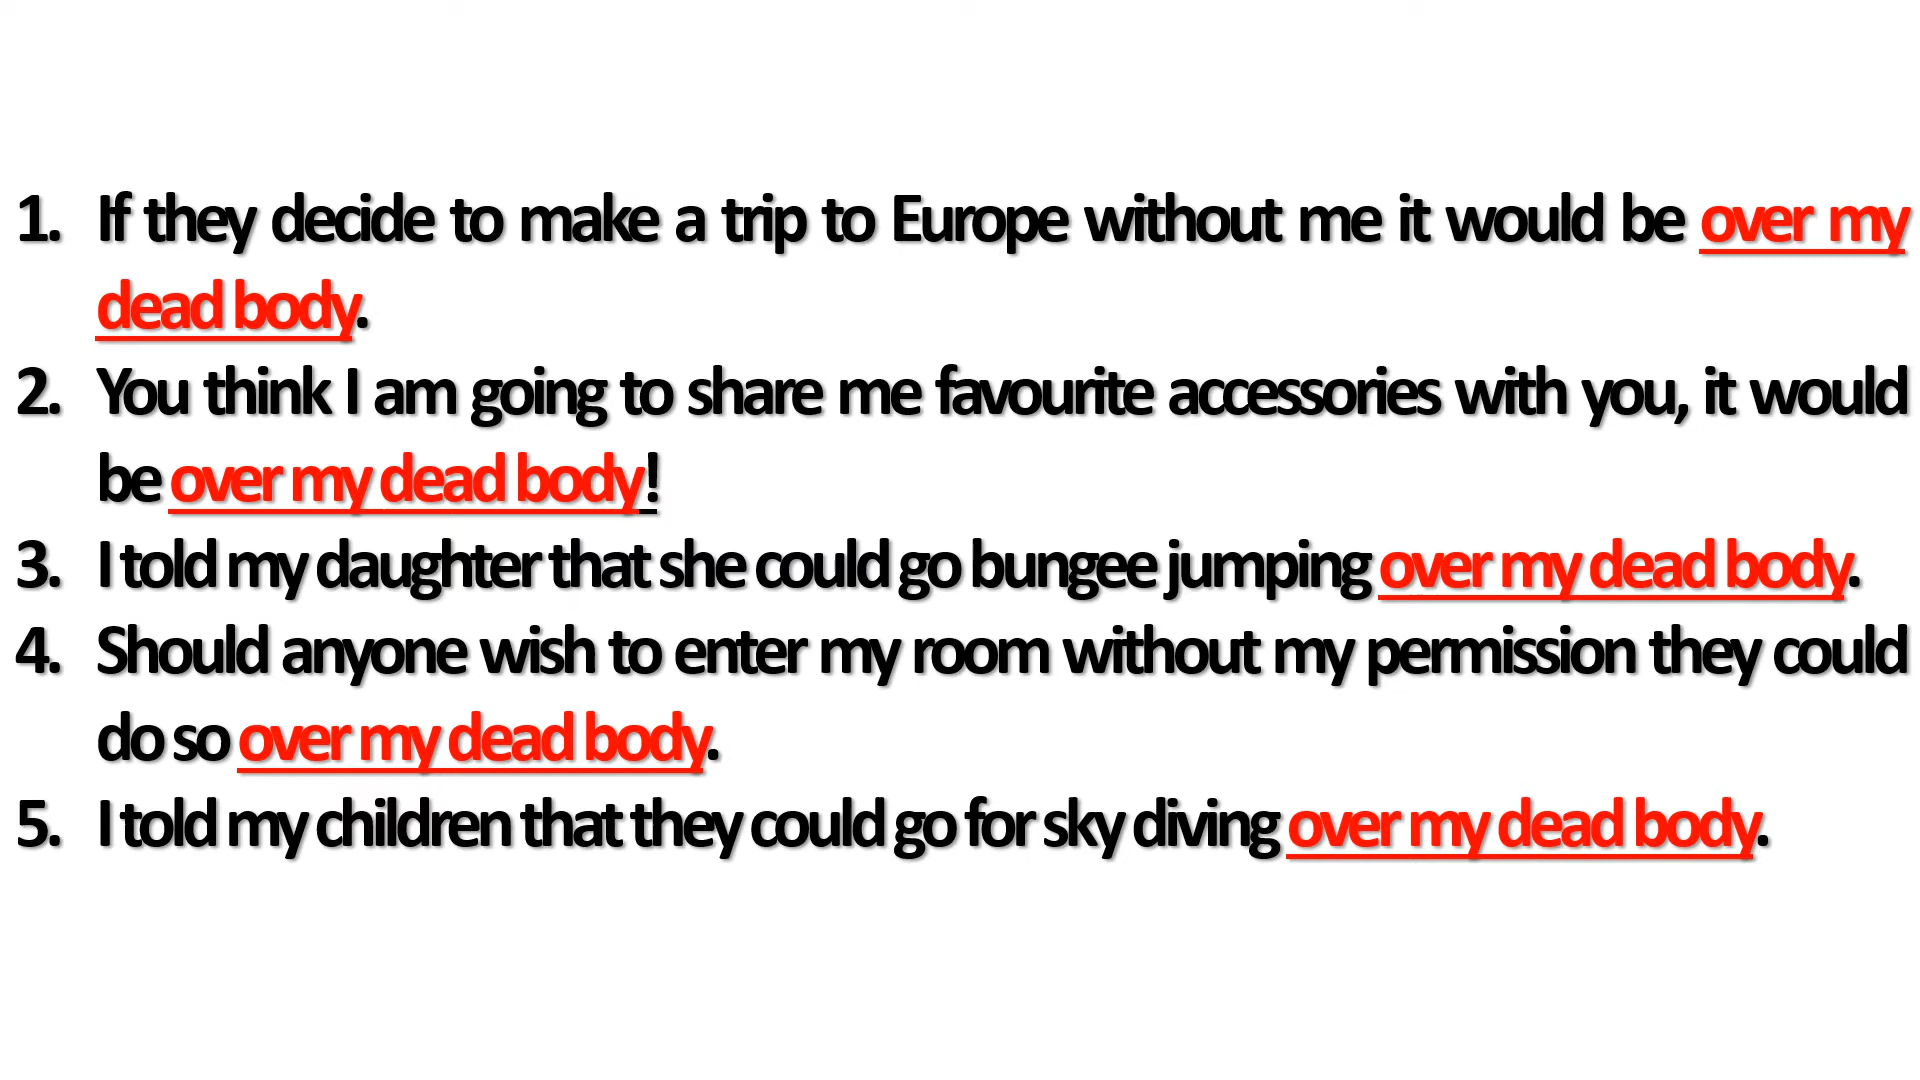 1. If they decide to make a trip to Europe without me it would be over my
dead body.
2. You think I am going to share me favourite accessories with you, it would
be over my dead body!
3. I told my daughter that she could go bungee jumping over my dead body.
4. Should anyone wish to enter my room without my permission they could
do so over my dead body.
5. I told my children that they could go for sky diving over my dead body.